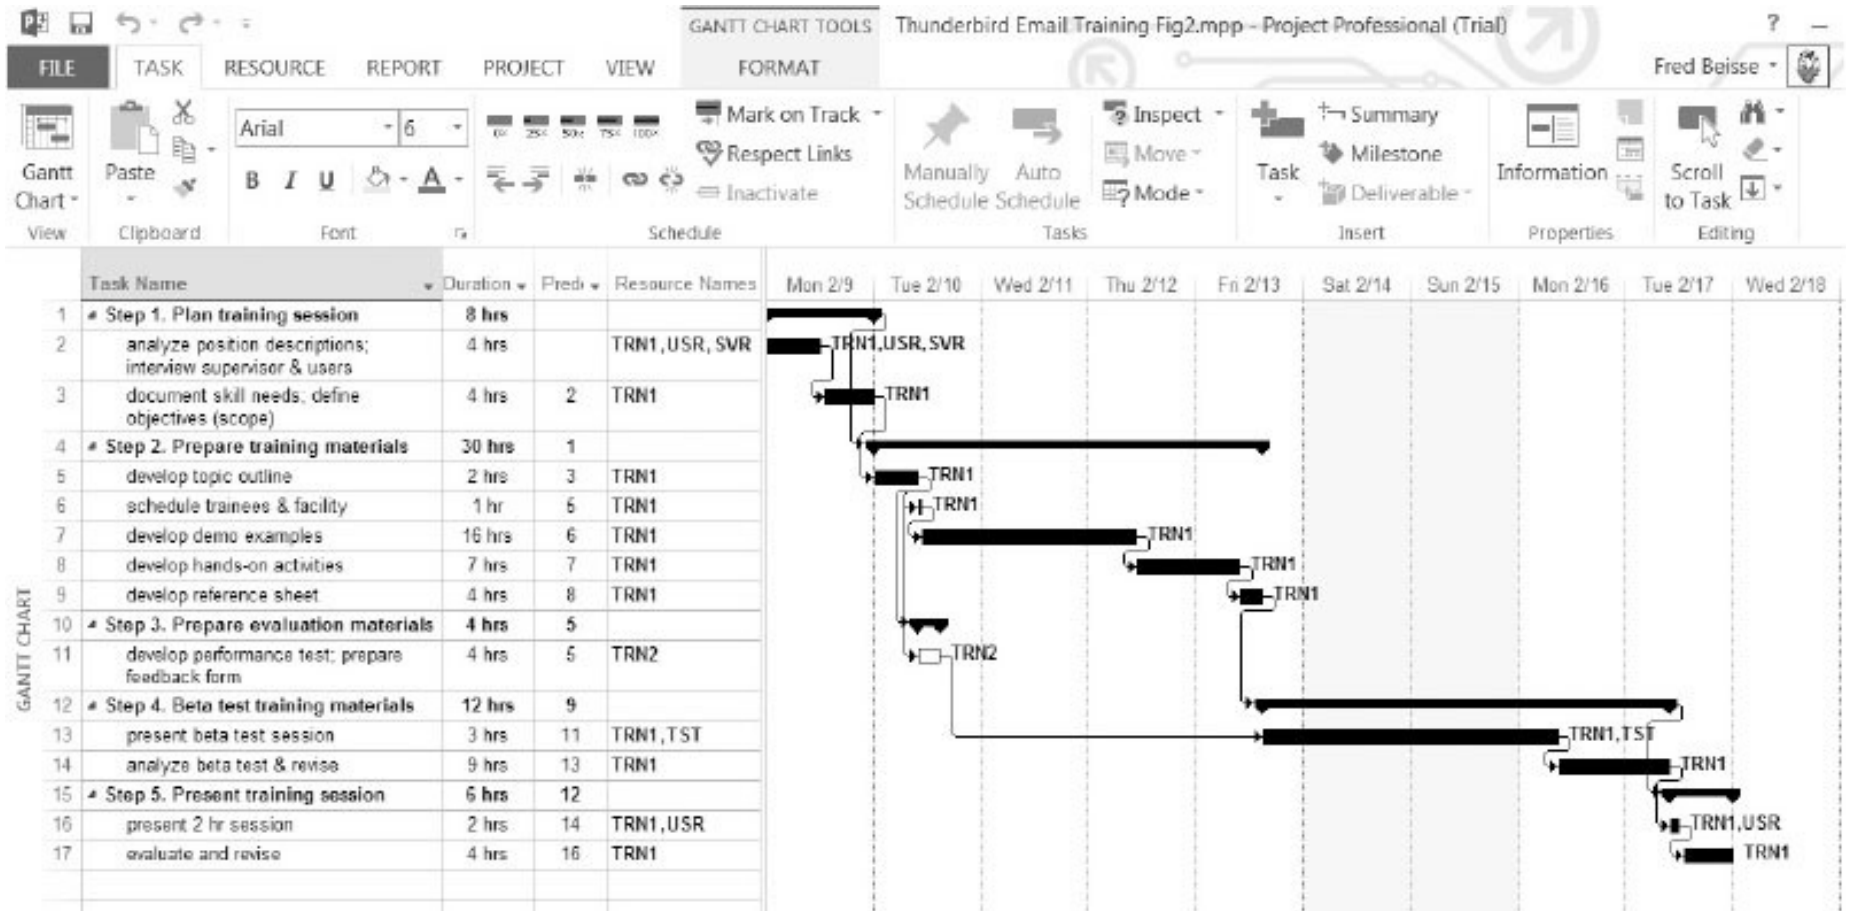 GANTT CHART TOOLS Thunderbird Email Training Fig2.mpp - Project Professional (Trial) ?
FILE TASK RESOURCE REPORT PROJECT VIEW FORMAT Fred Beisse
Gantt Chart
Paste
Arial 6
B I U A
0% 25% 50% 75% 100%
Mark on Track
Respect Links
Inactivate
Manually Schedule
Auto Schedule
Inspect
Move
Mode
Task
Summary
Milestone
Deliverable
Information
Scroll to Task
View Clipboard Font Schedule Tasks Insert Properties Editing
GANTT CHART
Task Name Duration Prede Resource Names Mon 2/9 Tue 2/10 Wed 2/11 Thu 2/12 Fri 2/13 Sat 2/14 Sun 2/15 Mon 2/16 Tue 2/17 Wed 2/18
1 Step 1. Plan training session 8 hrs
2 analyze position descriptions; 4 hrs TRN1,USR,SVR TRN1,USR,SVR
interview supervisor & users
3 document skill needs; define 4 hrs 2 TRN1 TRN1
objectives (scope)
4 Step 2. Prepare training materials 30 hrs 1
5 develop topic outline 2 hrs 3 TRN1 TRN1
6 schedule trainees & facility 1 hr 5 TRN1 TRN1
7 develop demo examples 16 hrs 6 TRN1 TRN1
8 develop hands-on activities 7 hrs 7 TRN1 TRN1
9 develop reference sheet 4 hrs 8 TRN1 TRN1
10 Step 3. Prepare evaluation materials 4 hrs 5
11 develop performance test; prepare 4 hrs 5 TRN2 TRN2
feedback form
12 Step 4. Beta test training materials 12 hrs 9
13 present beta test session 3 hrs 11 TRN1,TST TRN1,TST
14 analyze beta test & revise 9 hrs 13 TRN1 TRN1
15 Step 5. Present training session 6 hrs 12
16 present 2 hr session 2 hrs 14 TRN1,USR TRN1,USR
17 evaluate and revise 4 hrs 16 TRN1 TRN1